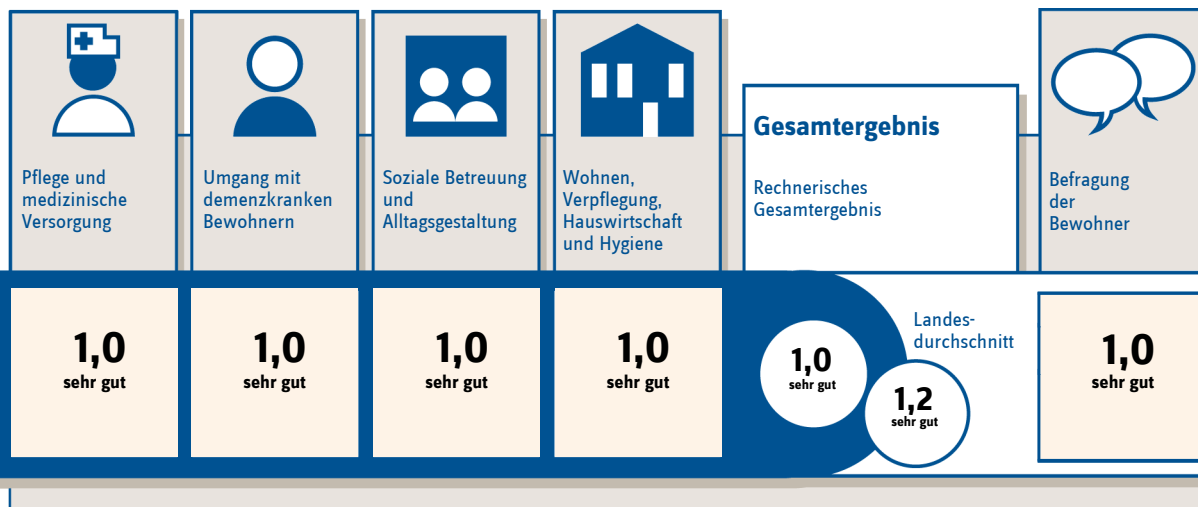 Pflege und
medizinische
Versorgung
Umgang mit
demenzkranken
Bewohnern
Soziale Betreuung
und
Alltagsgestaltung
Wohnen,
Verpflegung,
Hauswirtschaft
und Hygiene
Gesamtergebnis
Rechnerisches
Gesamtergebnis
Befragung
der
Bewohner
1,0
sehr gut
1,0
sehr gut
1,0
sehr gut
1,0
sehr gut
1,0
sehr gut
Landes-
durchschnitt
1,2
sehr gut
1,0
sehr gut